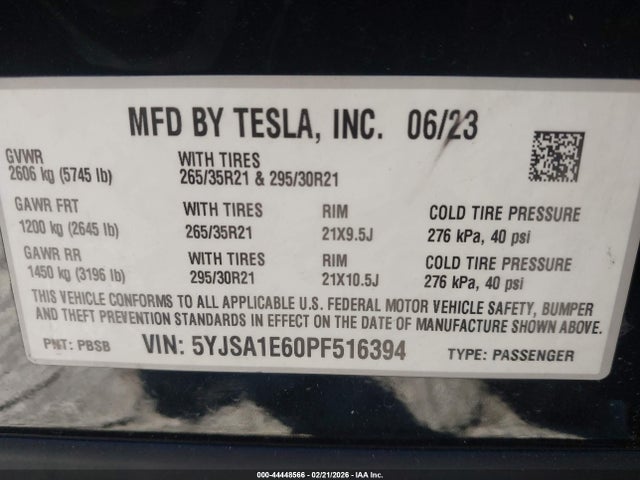 MFD BY TESLA, INC. 06/23
GVWR
2606 kg (5745 lb)
WITH TIRES
265/35R21 & 295/30R21
GAWR FRT
1200 kg (2645 lb)
WITH TIRES
265/35R21
RIM
21X9.5J
COLD TIRE PRESSURE
276 kPa, 40 psi
GAWR RR
1450 kg (3196 lb)
WITH TIRES
295/30R21
RIM
21X10.5J
COLD TIRE PRESSURE
276 kPa, 40 psi
THIS VEHICLE CONFORMS TO ALL APPLICABLE U.S. FEDERAL MOTOR VEHICLE SAFETY, BUMPER
AND THEFT PREVENTION STANDARDS IN EFFECT ON THE DATE OF MANUFACTURE SHOWN ABOVE.
PNT: PBSB VIN: 5YJSA1E60PF516394 TYPE: PASSENGER
000-44448566 - 02/21/2026 - IAA Inc.